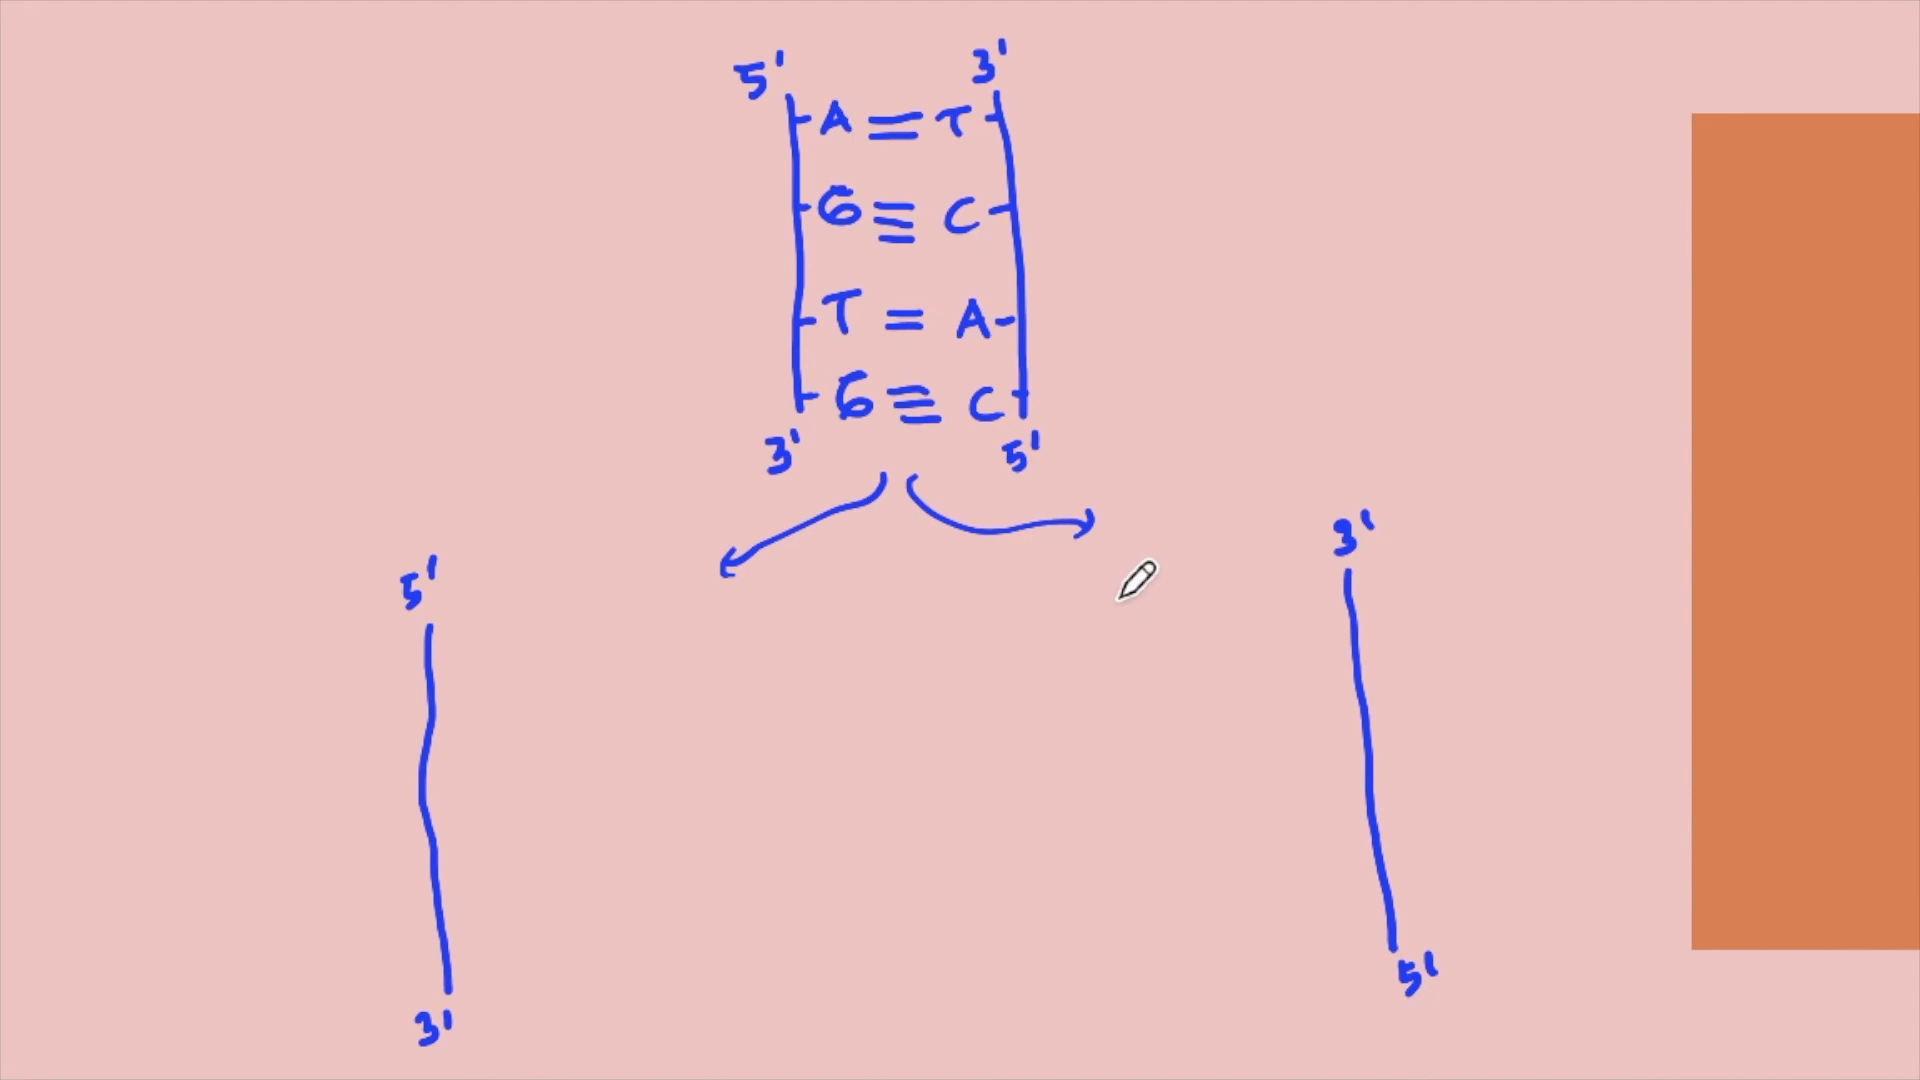 5' 3'
A = T
G ≡ C
T = A
G ≡ C
3' 5'
5' 3'
3' 5'